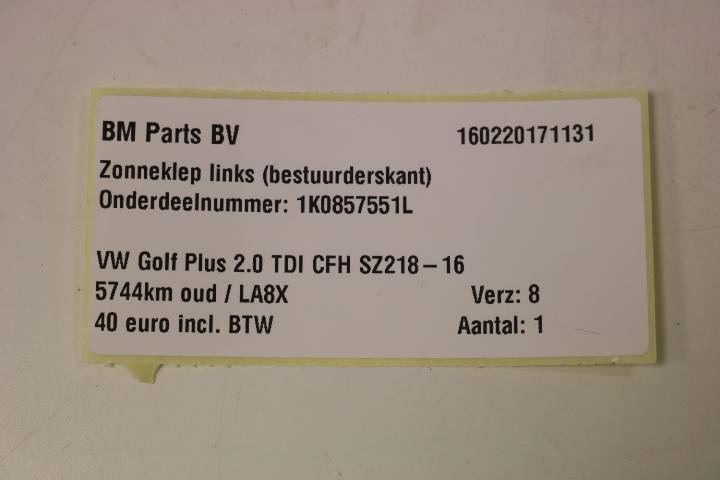 BM Parts BV 160220171131
Zonneklep links (bestuurderskant)
Onderdeelnummer: 1K0857551L
VW Golf Plus 2.0 TDI CFH SZ218-16
5744km oud / LA8X Verz: 8
40 euro incl. BTW Aantal: 1